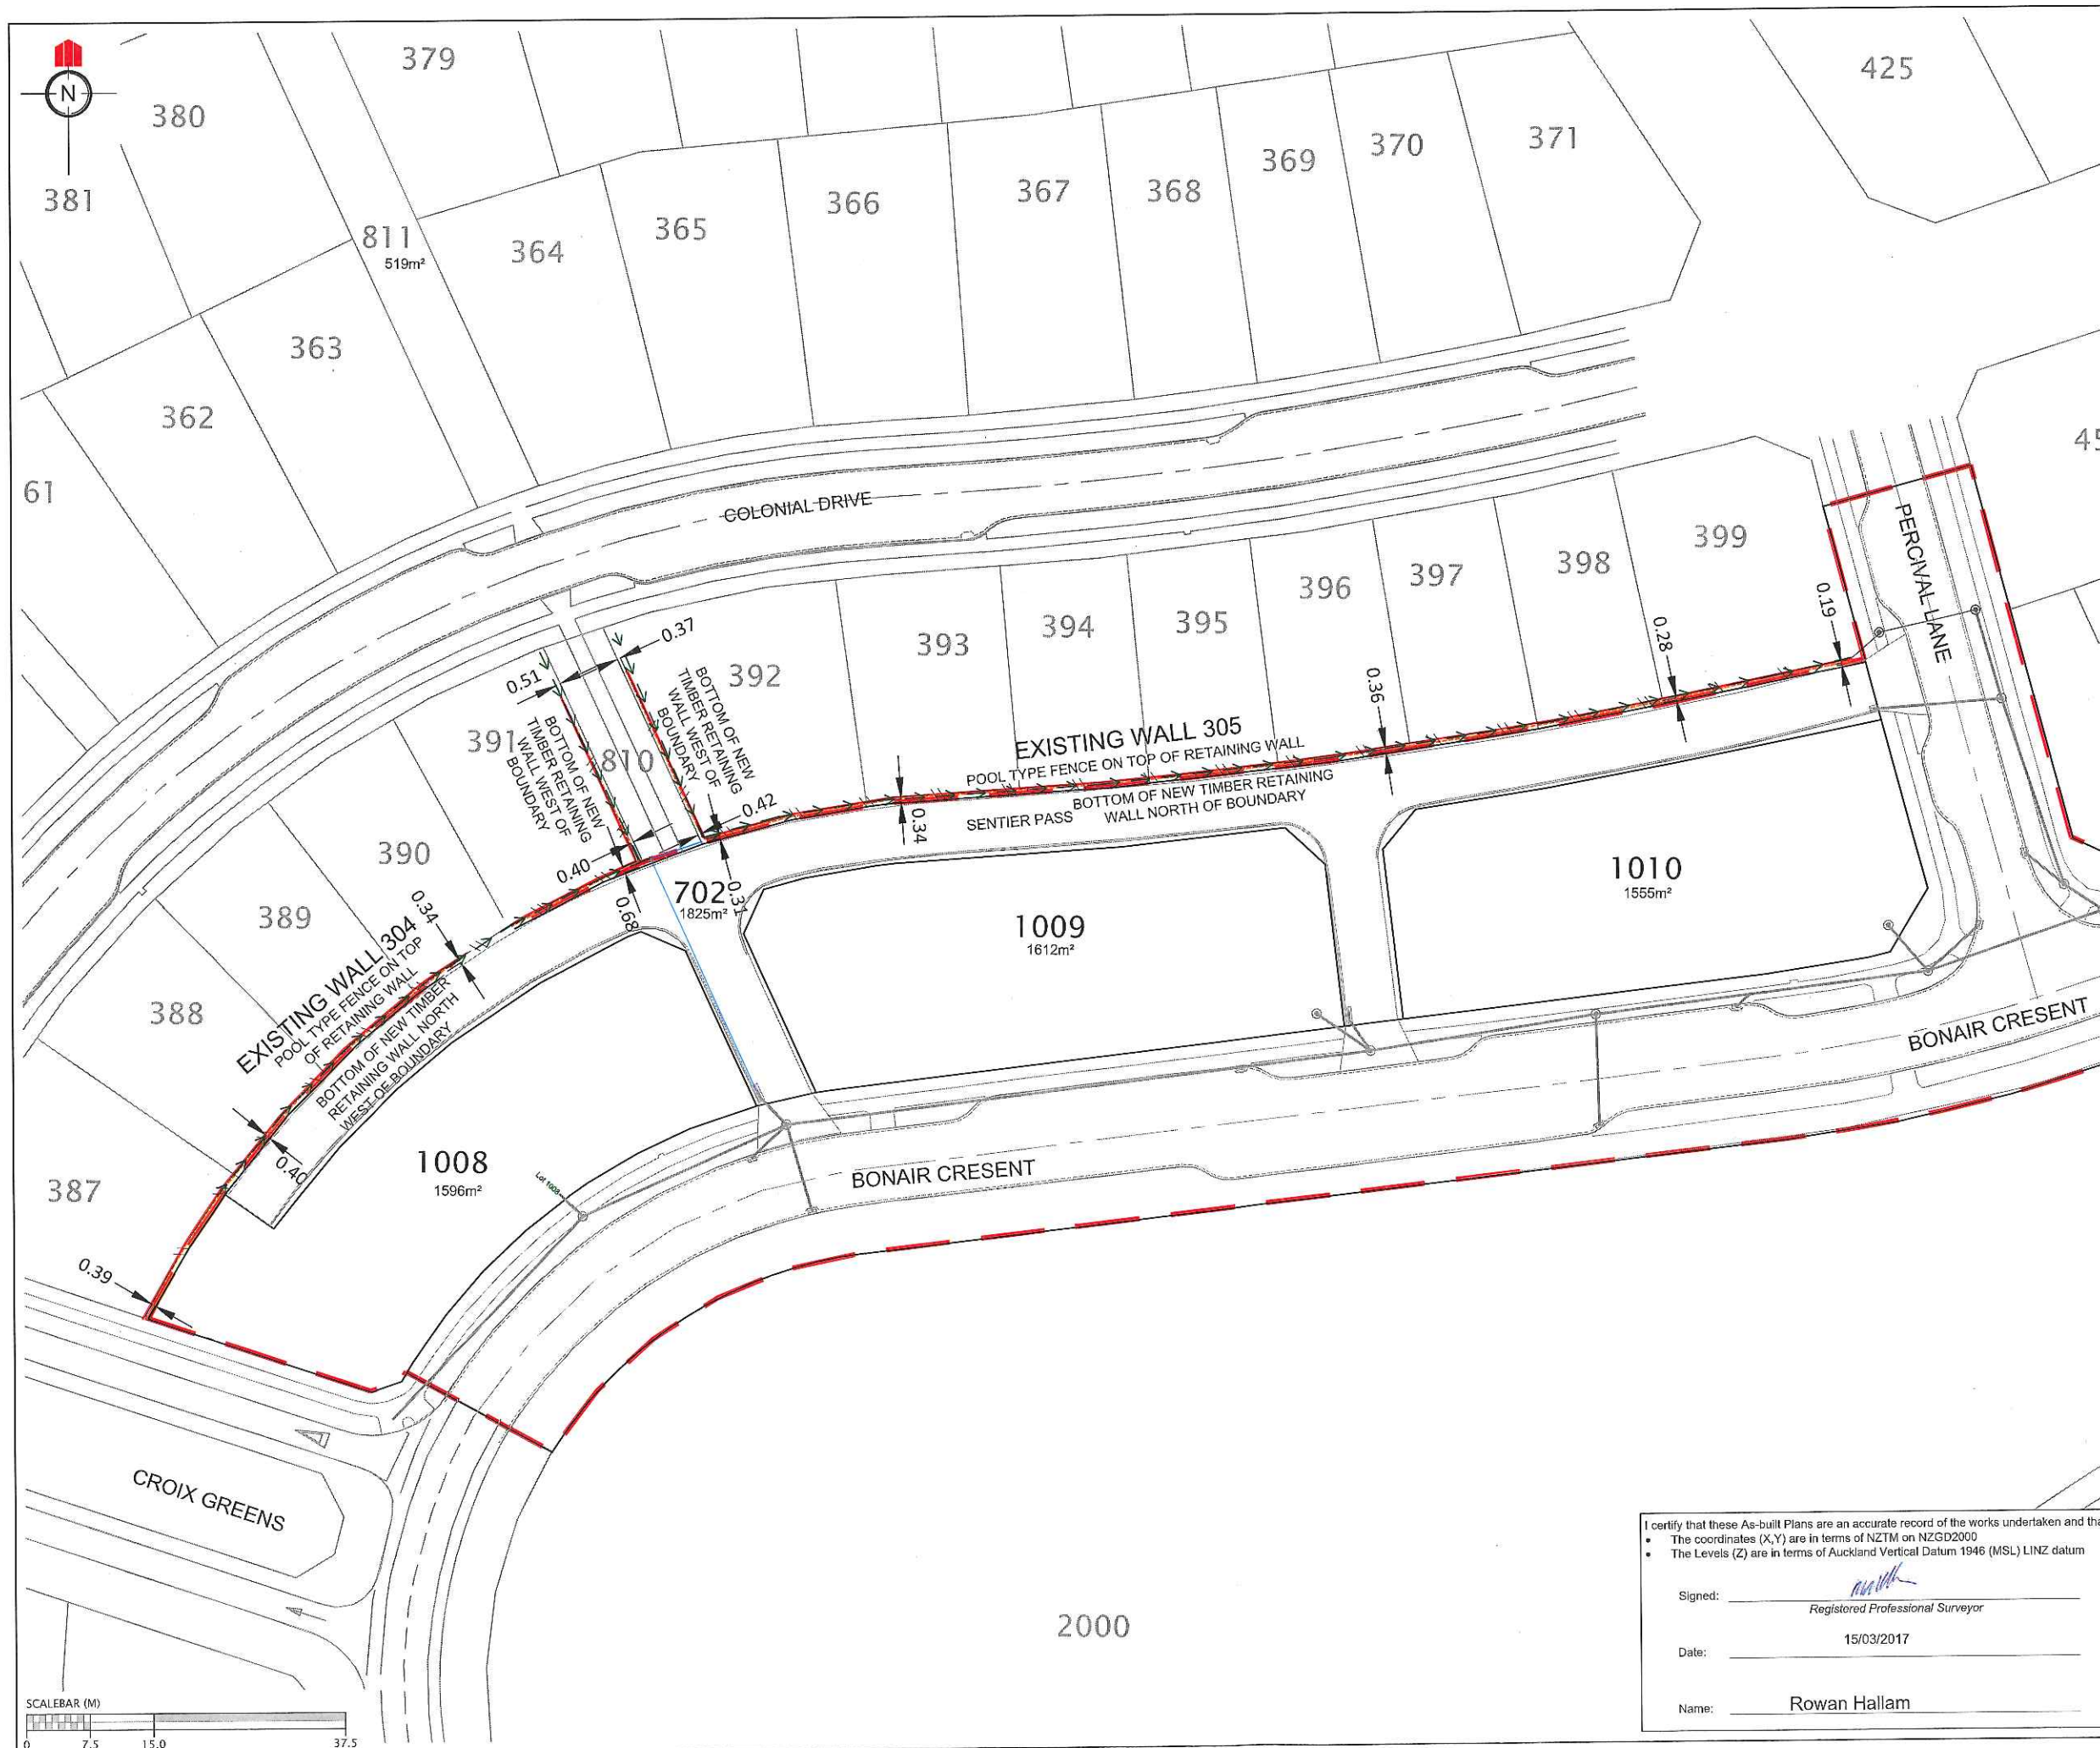 N
379
380
381
425
371
370
369
368
367
366
365
364
811
519m²
363
362
61
45
COLONIAL DRIVE
PERCIVAL LANE
399
398
397
396
395
394
393
392
391
810
390
389
388
387
0.51
0.37
BOTTOM OF NEW
TIMBER RETAINING
WALL WEST OF
BOUNDARY
BOTTOM OF NEW
TIMBER RETAINING
WALL WEST OF
BOUNDARY
0.19
0.28
0.36
EXISTING WALL 305
POOL TYPE FENCE ON TOP OF RETAINING WALL
BOTTOM OF NEW TIMBER RETAINING
WALL NORTH OF BOUNDARY
SENTIER PASS
0.42
0.34
0.40
0.68
0.31
0.34
702
1825m²
1009
1612m²
1010
1555m²
EXISTING WALL 304
POOL TYPE FENCE ON TOP
OF RETAINING WALL
BOTTOM OF NEW TIMBER
RETAINING WALL NORTH
WEST OF BOUNDARY
0.40
0.39
1008
1596m²
Lot 1008
BONAIR CRESENT
BONAIR CRESENT
CROIX GREENS
2000
SCALEBAR (M)
0 7.5 15.0 37.5
I certify that these As-built Plans are an accurate record of the works undertaken and tha
• The coordinates (X,Y) are in terms of NZTM on NZGD2000
• The Levels (Z) are in terms of Auckland Vertical Datum 1946 (MSL) LINZ datum
Signed:
Registered Professional Surveyor
Date: 15/03/2017
Name: Rowan Hallam